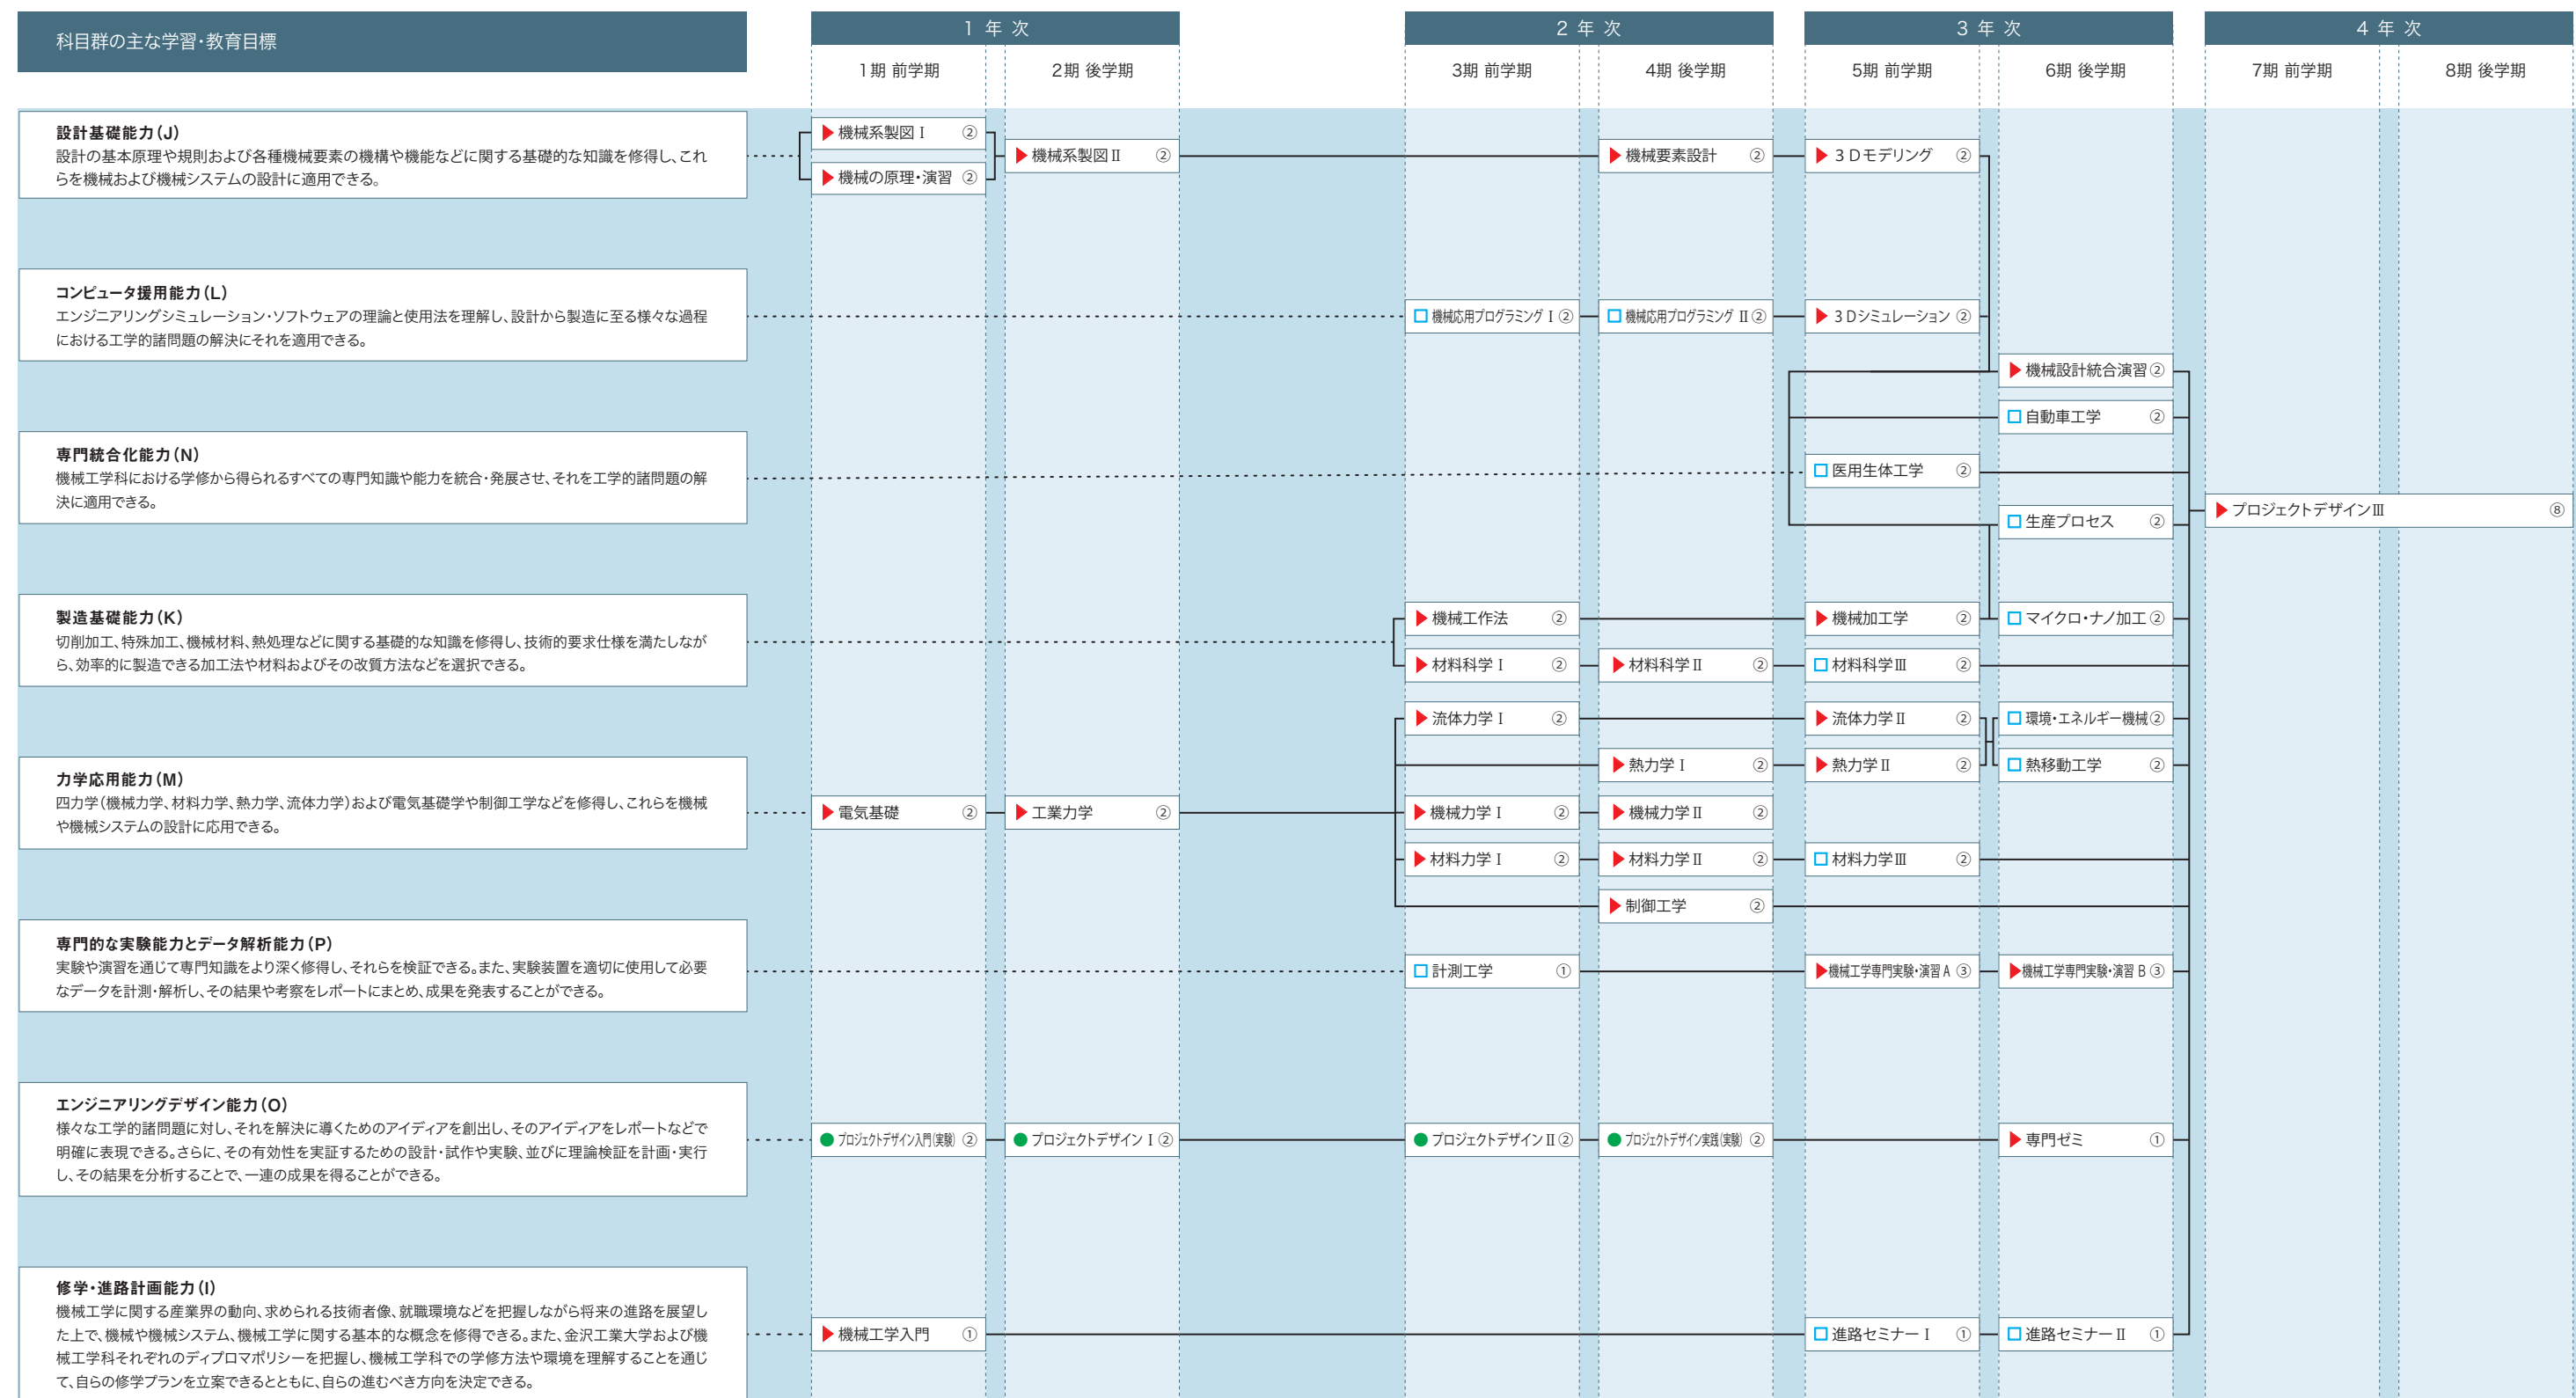 科目群の主な学習・教育目標
1 年 次
2 年 次
3 年 次
4 年 次
1期 前学期
2期 後学期
3期 前学期
4期 後学期
5期 前学期
6期 後学期
7期 前学期
8期 後学期
設計基礎能力（J）
設計の基本原理や規則および各種機械要素の機構や機能などに関する基礎的な知識を修得し、これ
らを機械および機械システムの設計に適用できる。
▶機械系製図Ⅰ ②
▶機械の原理・演習 ②
▶機械系製図Ⅱ ②
▶機械要素設計 ②
▶３Ｄモデリング ②
コンピュータ援用能力（L）
エンジニアリングシミュレーション・ソフトウェアの理論と使用法を理解し、設計から製造に至る様々な過程
における工学的諸問題の解決にそれを適用できる。
□機械応用プログラミング Ⅰ ②
□機械応用プログラミング Ⅱ ②
▶３Ｄシミュレーション ②
▶機械設計統合演習 ②
□自動車工学 ②
専門統合化能力（N）
機械工学科における学修から得られるすべての専門知識や能力を統合・発展させ、それを工学的諸問題の解
決に適用できる。
□医用生体工学 ②
□生産プロセス ②
▶プロジェクトデザインⅢ ⑧
製造基礎能力（K）
切削加工、特殊加工、機械材料、熱処理などに関する基礎的な知識を修得し、技術的要求仕様を満たしなが
ら、効率的に製造できる加工法や材料およびその改質方法などを選択できる。
▶機械工作法 ②
▶機械加工学 ②
□マイクロ・ナノ加工 ②
▶材料科学Ⅰ ②
▶材料科学Ⅱ ②
□材料科学Ⅲ ②
力学応用能力（M）
四力学（機械力学、材料力学、熱力学、流体力学）および電気基礎学や制御工学などを修得し、これらを機械
や機械システムの設計に応用できる。
▶流体力学Ⅰ ②
▶流体力学Ⅱ ②
□環境・エネルギー機械 ②
▶熱力学Ⅰ ②
▶熱力学Ⅱ ②
□熱移動工学 ②
▶電気基礎 ②
▶工業力学 ②
▶機械力学Ⅰ ②
▶機械力学Ⅱ ②
▶材料力学Ⅰ ②
▶材料力学Ⅱ ②
□材料力学Ⅲ ②
▶制御工学 ②
専門的な実験能力とデータ解析能力（P）
実験や演習を通じて専門知識をより深く修得し、それらを検証できる。また、実験装置を適切に使用して必要
なデータを計測・解析し、その結果や考察をレポートにまとめ、成果を発表することができる。
□計測工学 ①
▶機械工学専門実験・演習 A ③
▶機械工学専門実験・演習 B ③
エンジニアリングデザイン能力（O）
様々な工学的諸問題に対し、それを解決に導くためのアイディアを創出し、そのアイディアをレポートなどで
明確に表現できる。さらに、その有効性を実証するための設計・試作や実験、並びに理論検証を計画・実行
し、その結果を分析することで、一連の成果を得ることができる。
●プロジェクトデザイン入門（実験） ②
●プロジェクトデザイン Ⅰ ②
●プロジェクトデザイン Ⅱ ②
●プロジェクトデザイン実践（実験） ②
▶専門ゼミ ①
修学・進路計画能力（I）
機械工学に関する産業界の動向、求められる技術者像、就職環境などを把握しながら将来の進路を展望し
た上で、機械や機械システム、機械工学に関する基本的な概念を修得できる。また、金沢工業大学および機
械工学科それぞれのディプロマポリシーを把握し、機械工学科での学修方法や環境を理解することを通じ
て、自らの修学プランを立案できるとともに、自らの進むべき方向を決定できる。
▶機械工学入門 ①
□進路セミナーⅠ ①
□進路セミナーⅡ ①